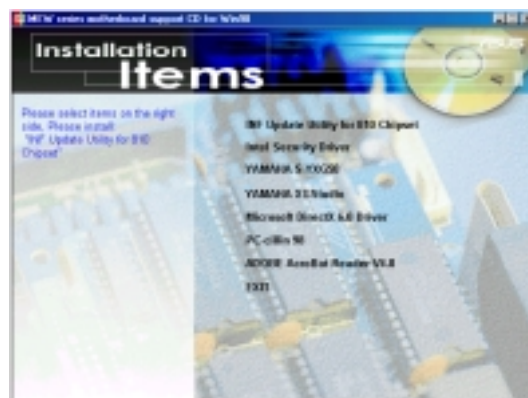 MEW series motherboard support CD for Win98
Installation
Items
Please select items on the right
side. Please install
"INF Update Utility for 810
Chipset"
INF Update Utility for 810 Chipset
Intel Security Driver
YAMAHA S-YXG50
YAMAHA XGStudio
Microsoft DirectX 6.0 Driver
PC-cillin 98
ADOBE AcroBat Reader
EXIT